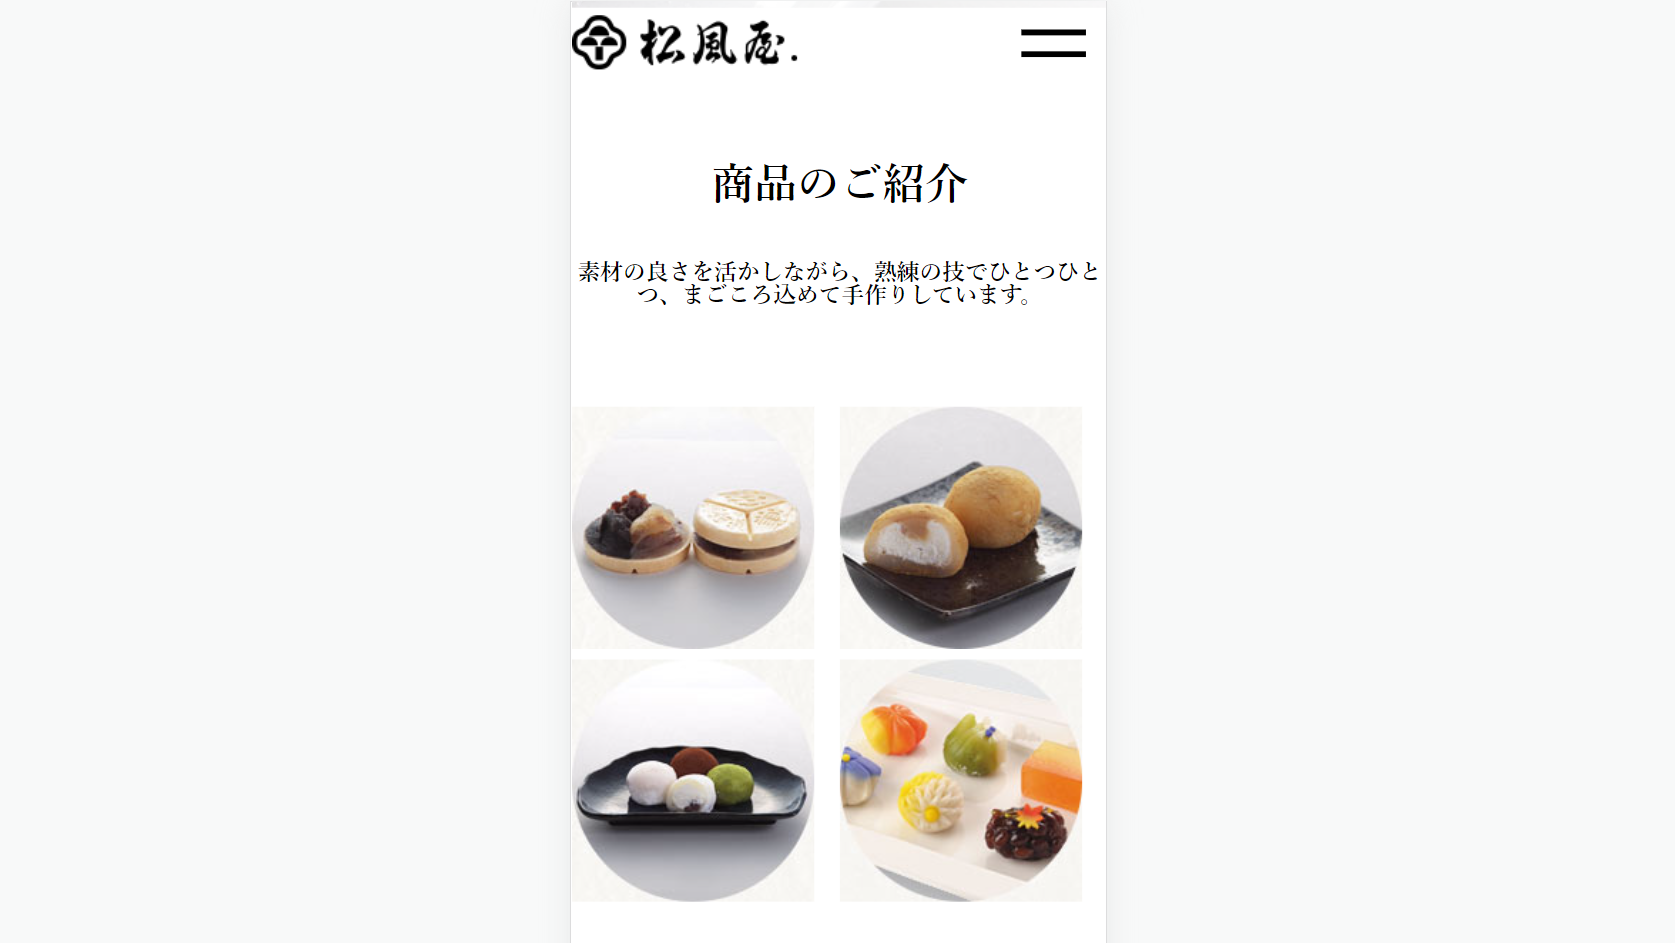 松風屋.
商品のご紹介
素材の良さを活かしながら、熟練の技でひとつひと
つ、まごころ込めて手作りしています。